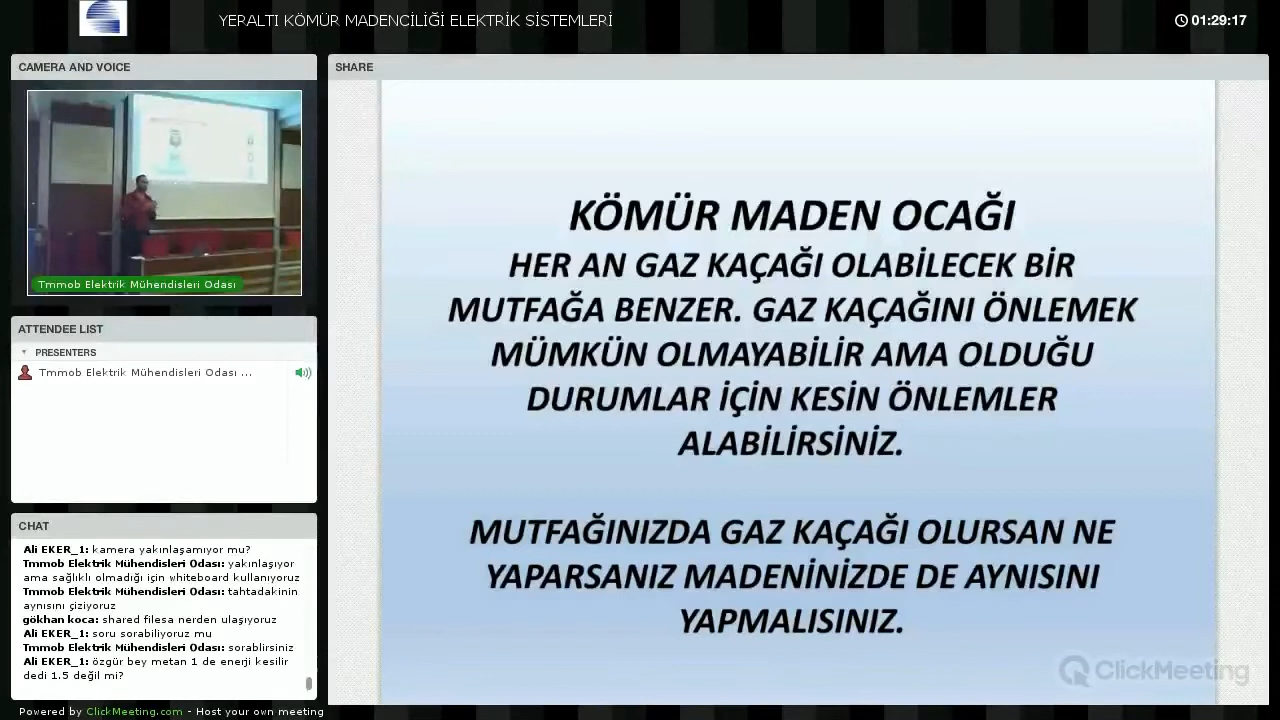 YERALTI KÖMÜR MADENCİLİĞİ ELEKTRİK SİSTEMLERİ
01:29:17
CAMERA AND VOICE
Tmmob Elektrik Mühendisleri Odası
ATTENDEE LIST
PRESENTERS
Tmmob Elektrik Mühendisleri Odası ...
CHAT
Ali EKER_1: kamera yakınlaşamıyor mu?
Tmmob Elektrik Mühendisleri Odası: yakınlaşıyor
ama sağlıklı olmadığı için whiteboard kullanıyoruz
Tmmob Elektrik Mühendisleri Odası: tahtadakinin
aynısını çiziyoruz
gökhan koca: shared filesa nerden ulaşıyoruz
Ali EKER_1: soru sorabiliyoruz mu
Tmmob Elektrik Mühendisleri Odası: sorablirsiniz
Ali EKER_1: özgür bey metan 1 de enerji kesilir
dedi 1.5 değil mi?
Powered by ClickMeeting.com - Host your own meeting
SHARE
KÖMÜR MADEN OCAĞI
HER AN GAZ KAÇAĞI OLABİLECEK BİR
MUTFAĞA BENZER. GAZ KAÇAĞINI ÖNLEMEK
MÜMKÜN OLMAYABİLİR AMA OLDUĞU
DURUMLAR İÇİN KESİN ÖNLEMLER
ALABİLİRSİNİZ.
MUTFAĞINIZDA GAZ KAÇAĞI OLURSAN NE
YAPARSANIZ MADENİNİZDE DE AYNISINI
YAPMALISINIZ.
ClickMeeting